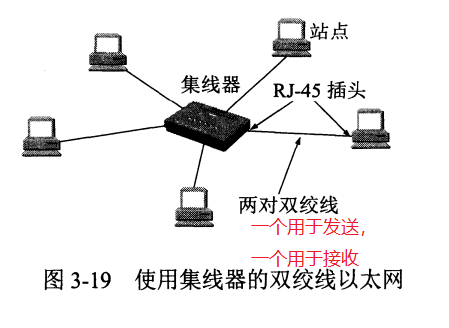 站点
集线器
RJ-45 插头
两对双绞线
一个用于发送，
一个用于接收
图 3-19 使用集线器的双绞线以太网